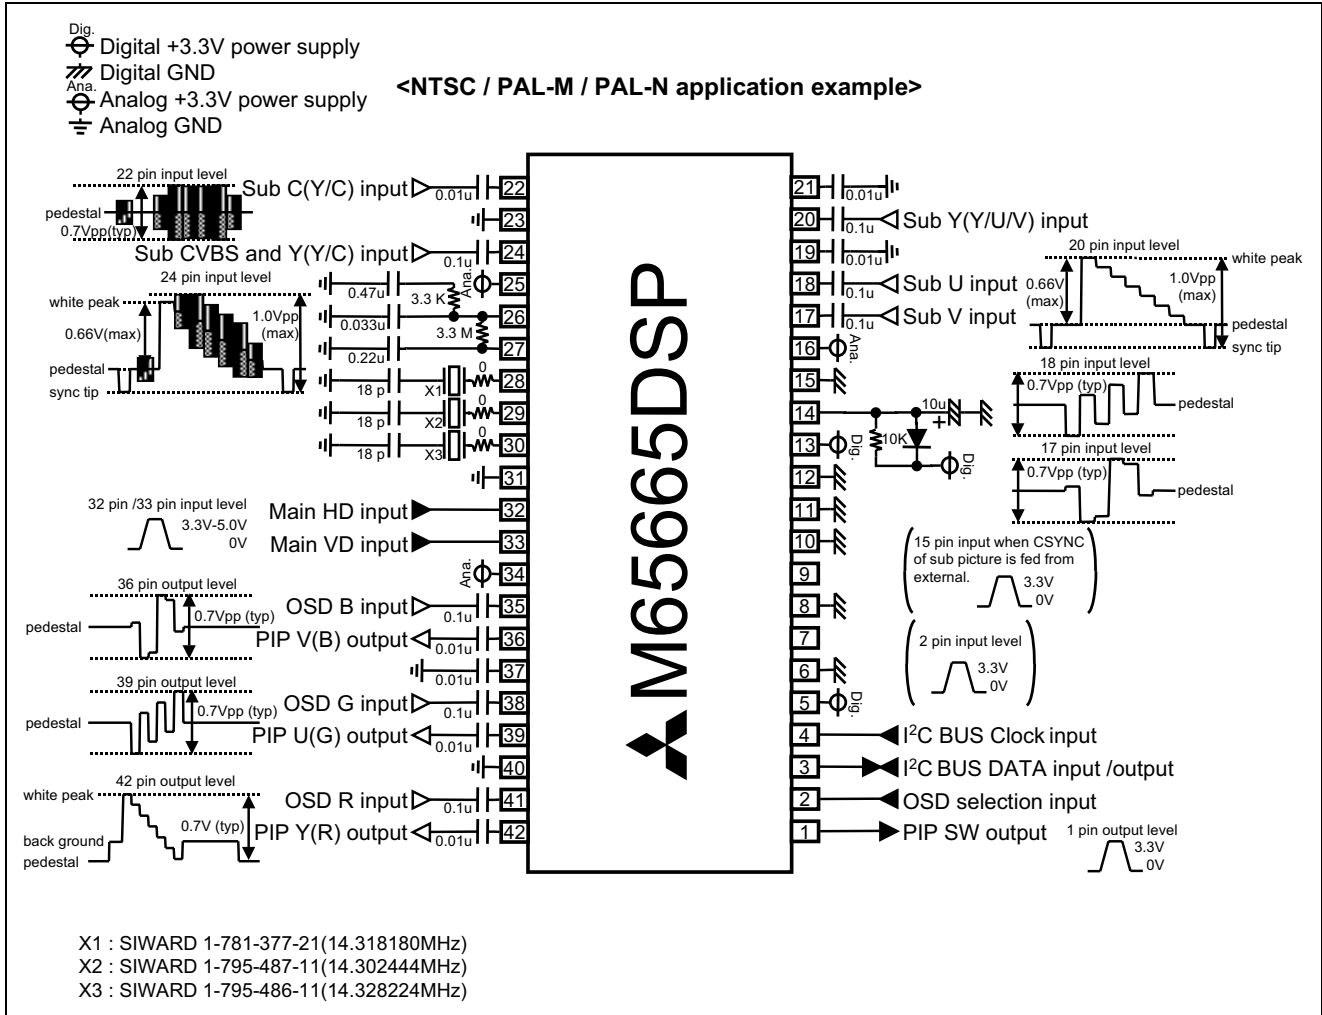 Dig.
Digital +3.3V power supply
Digital GND
Ana.
Analog +3.3V power supply
Analog GND
<NTSC / PAL-M / PAL-N application example>
22 pin input level
pedestal
0.7Vpp(typ)
Sub C(Y/C) input
0.01u
22
23
Sub CVBS and Y(Y/C) input
0.1u
24
24 pin input level
white peak
0.66V(max)
1.0Vpp
(max)
pedestal
sync tip
Ana.
25
0.47u
3.3 K
26
0.033u
3.3 M
27
0.22u
0
28
18 p
X1
0
29
18 p
X2
0
30
18 p
X3
31
32 pin /33 pin input level
3.3V-5.0V
0V
Main HD input
32
Main VD input
33
Ana.
34
36 pin output level
0.7Vpp (typ)
pedestal
OSD B input
0.1u
35
PIP V(B) output
0.01u
36
0.01u
37
39 pin output level
0.7Vpp (typ)
pedestal
OSD G input
0.1u
38
PIP U(G) output
0.01u
39
40
42 pin output level
white peak
0.7V (typ)
back ground
pedestal
OSD R input
0.1u
41
PIP Y(R) output
0.01u
42
M65665DSP
21
0.01u
20
0.1u
Sub Y(Y/U/V) input
19
0.01u
18
0.1u
Sub U input
17
0.1u
Sub V input
20 pin input level
white peak
0.66V
(max)
1.0Vpp
(max)
pedestal
sync tip
16
Ana.
15
14
10u
+
10K
Dig.
13
Dig.
12
11
10
9
8
7
6
5
Dig.
18 pin input level
0.7Vpp (typ)
pedestal
17 pin input level
0.7Vpp (typ)
pedestal
15 pin input when CSYNC
of sub picture is fed from
external.
3.3V
0V
2 pin input level
3.3V
0V
4
I²C BUS Clock input
3
I²C BUS DATA input /output
2
OSD selection input
1
PIP SW output
1 pin output level
3.3V
0V
X1 : SIWARD 1-781-377-21(14.318180MHz)
X2 : SIWARD 1-795-487-11(14.302444MHz)
X3 : SIWARD 1-795-486-11(14.328224MHz)